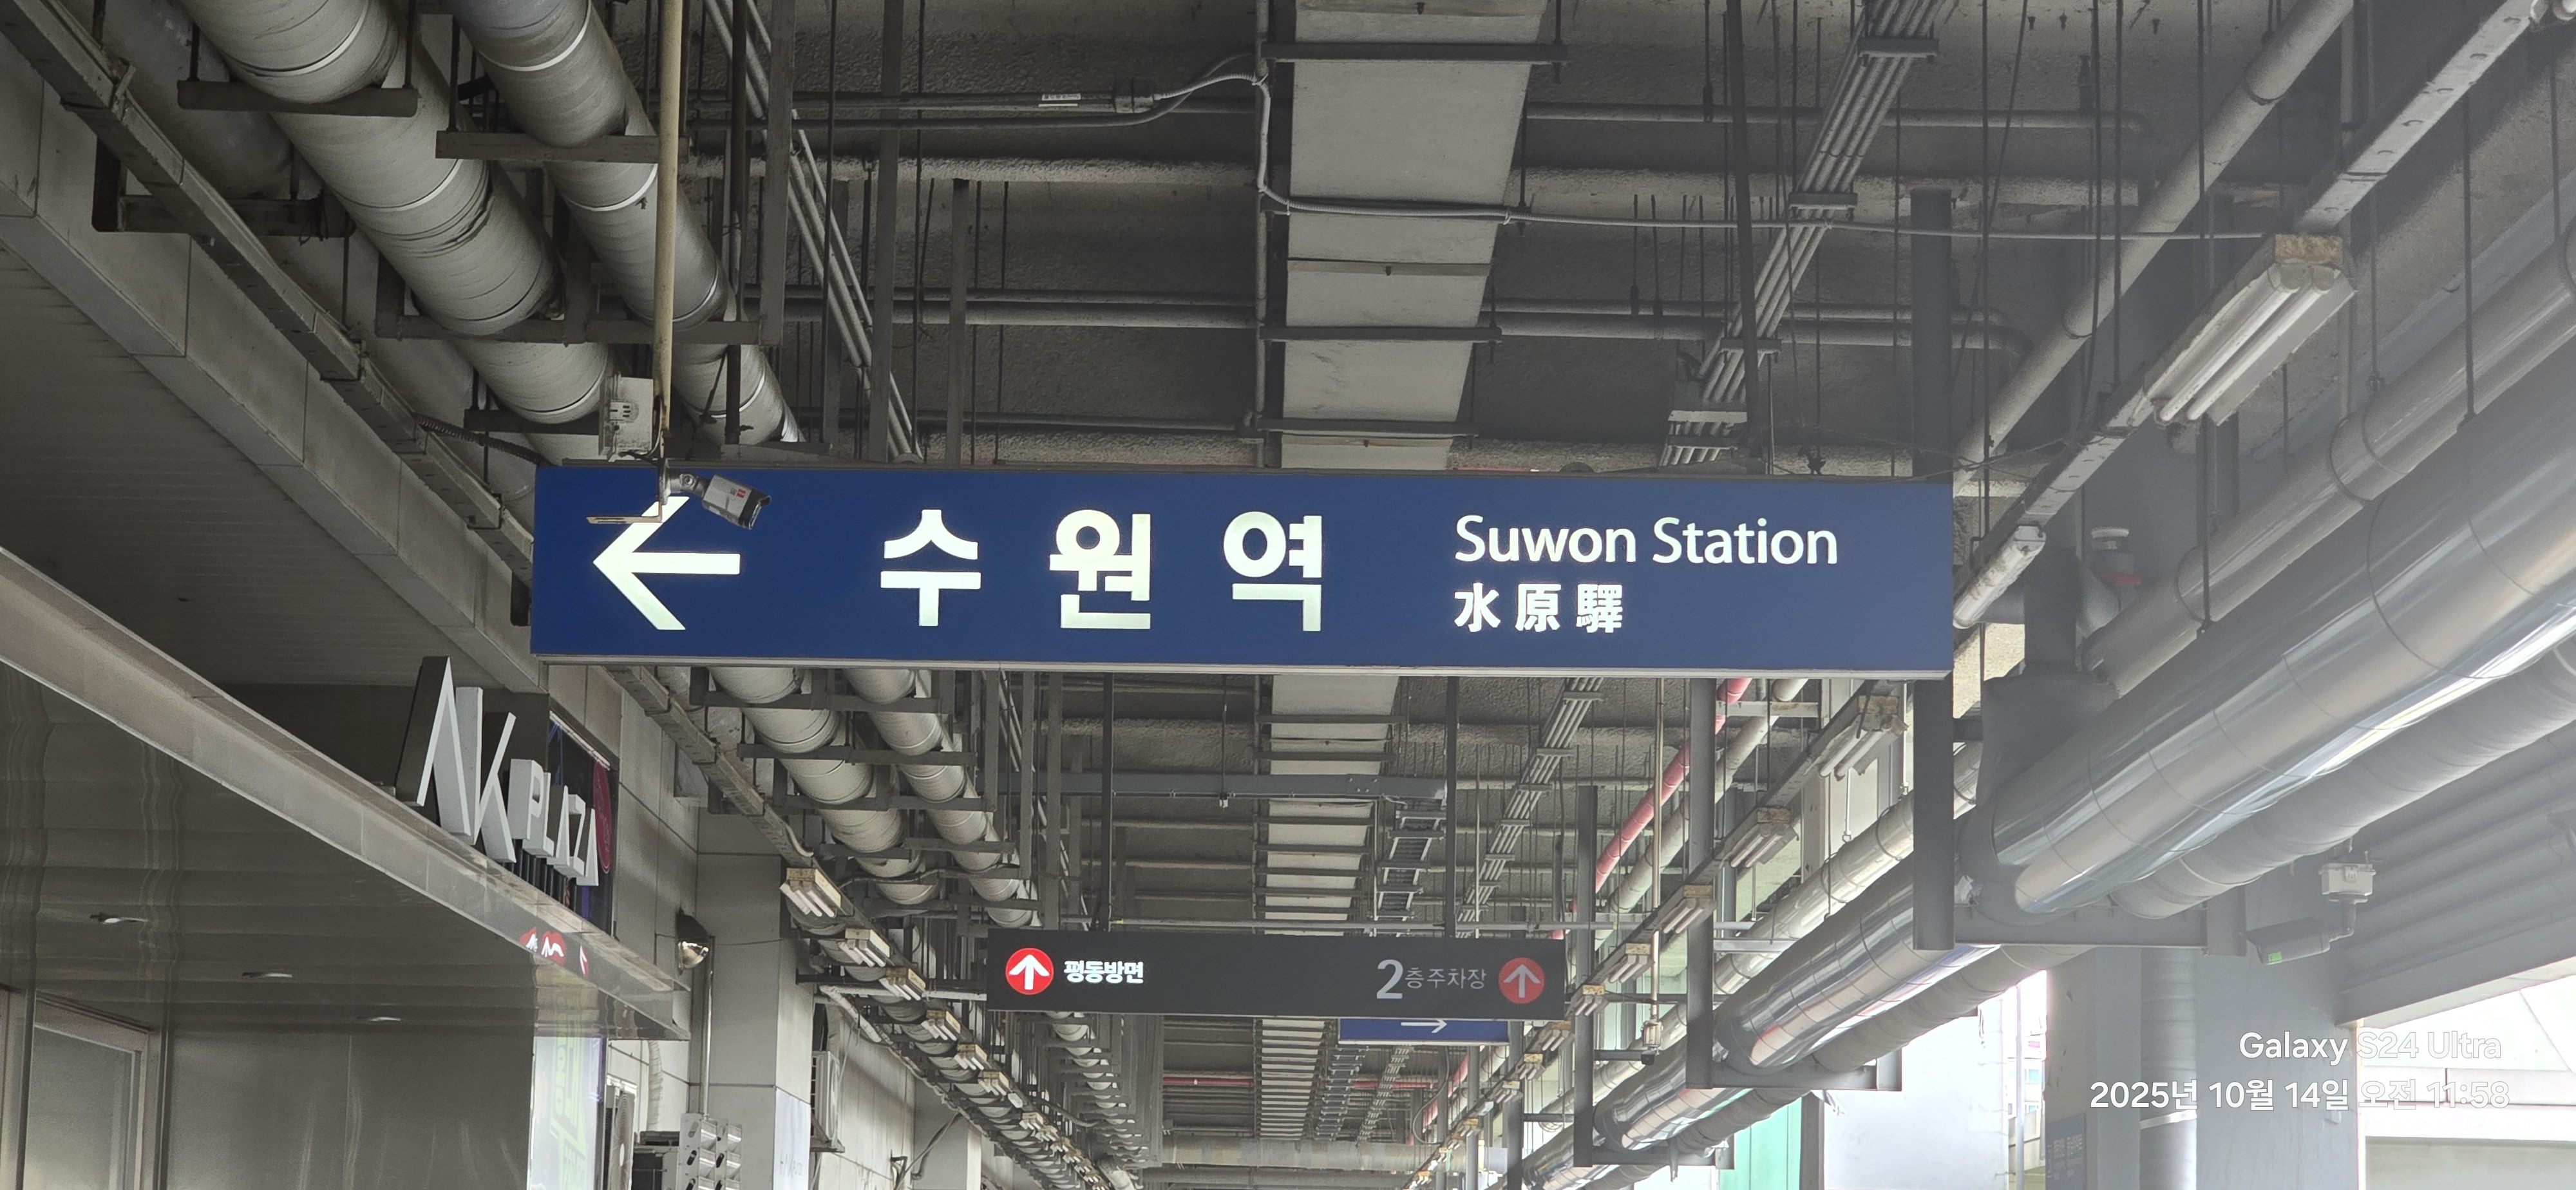 수원역
Suwon Station
水原驛
AK PLAZA
평동방면
2층주차장
Galaxy S24 Ultra
2025년 10월 14일 오전 11:58